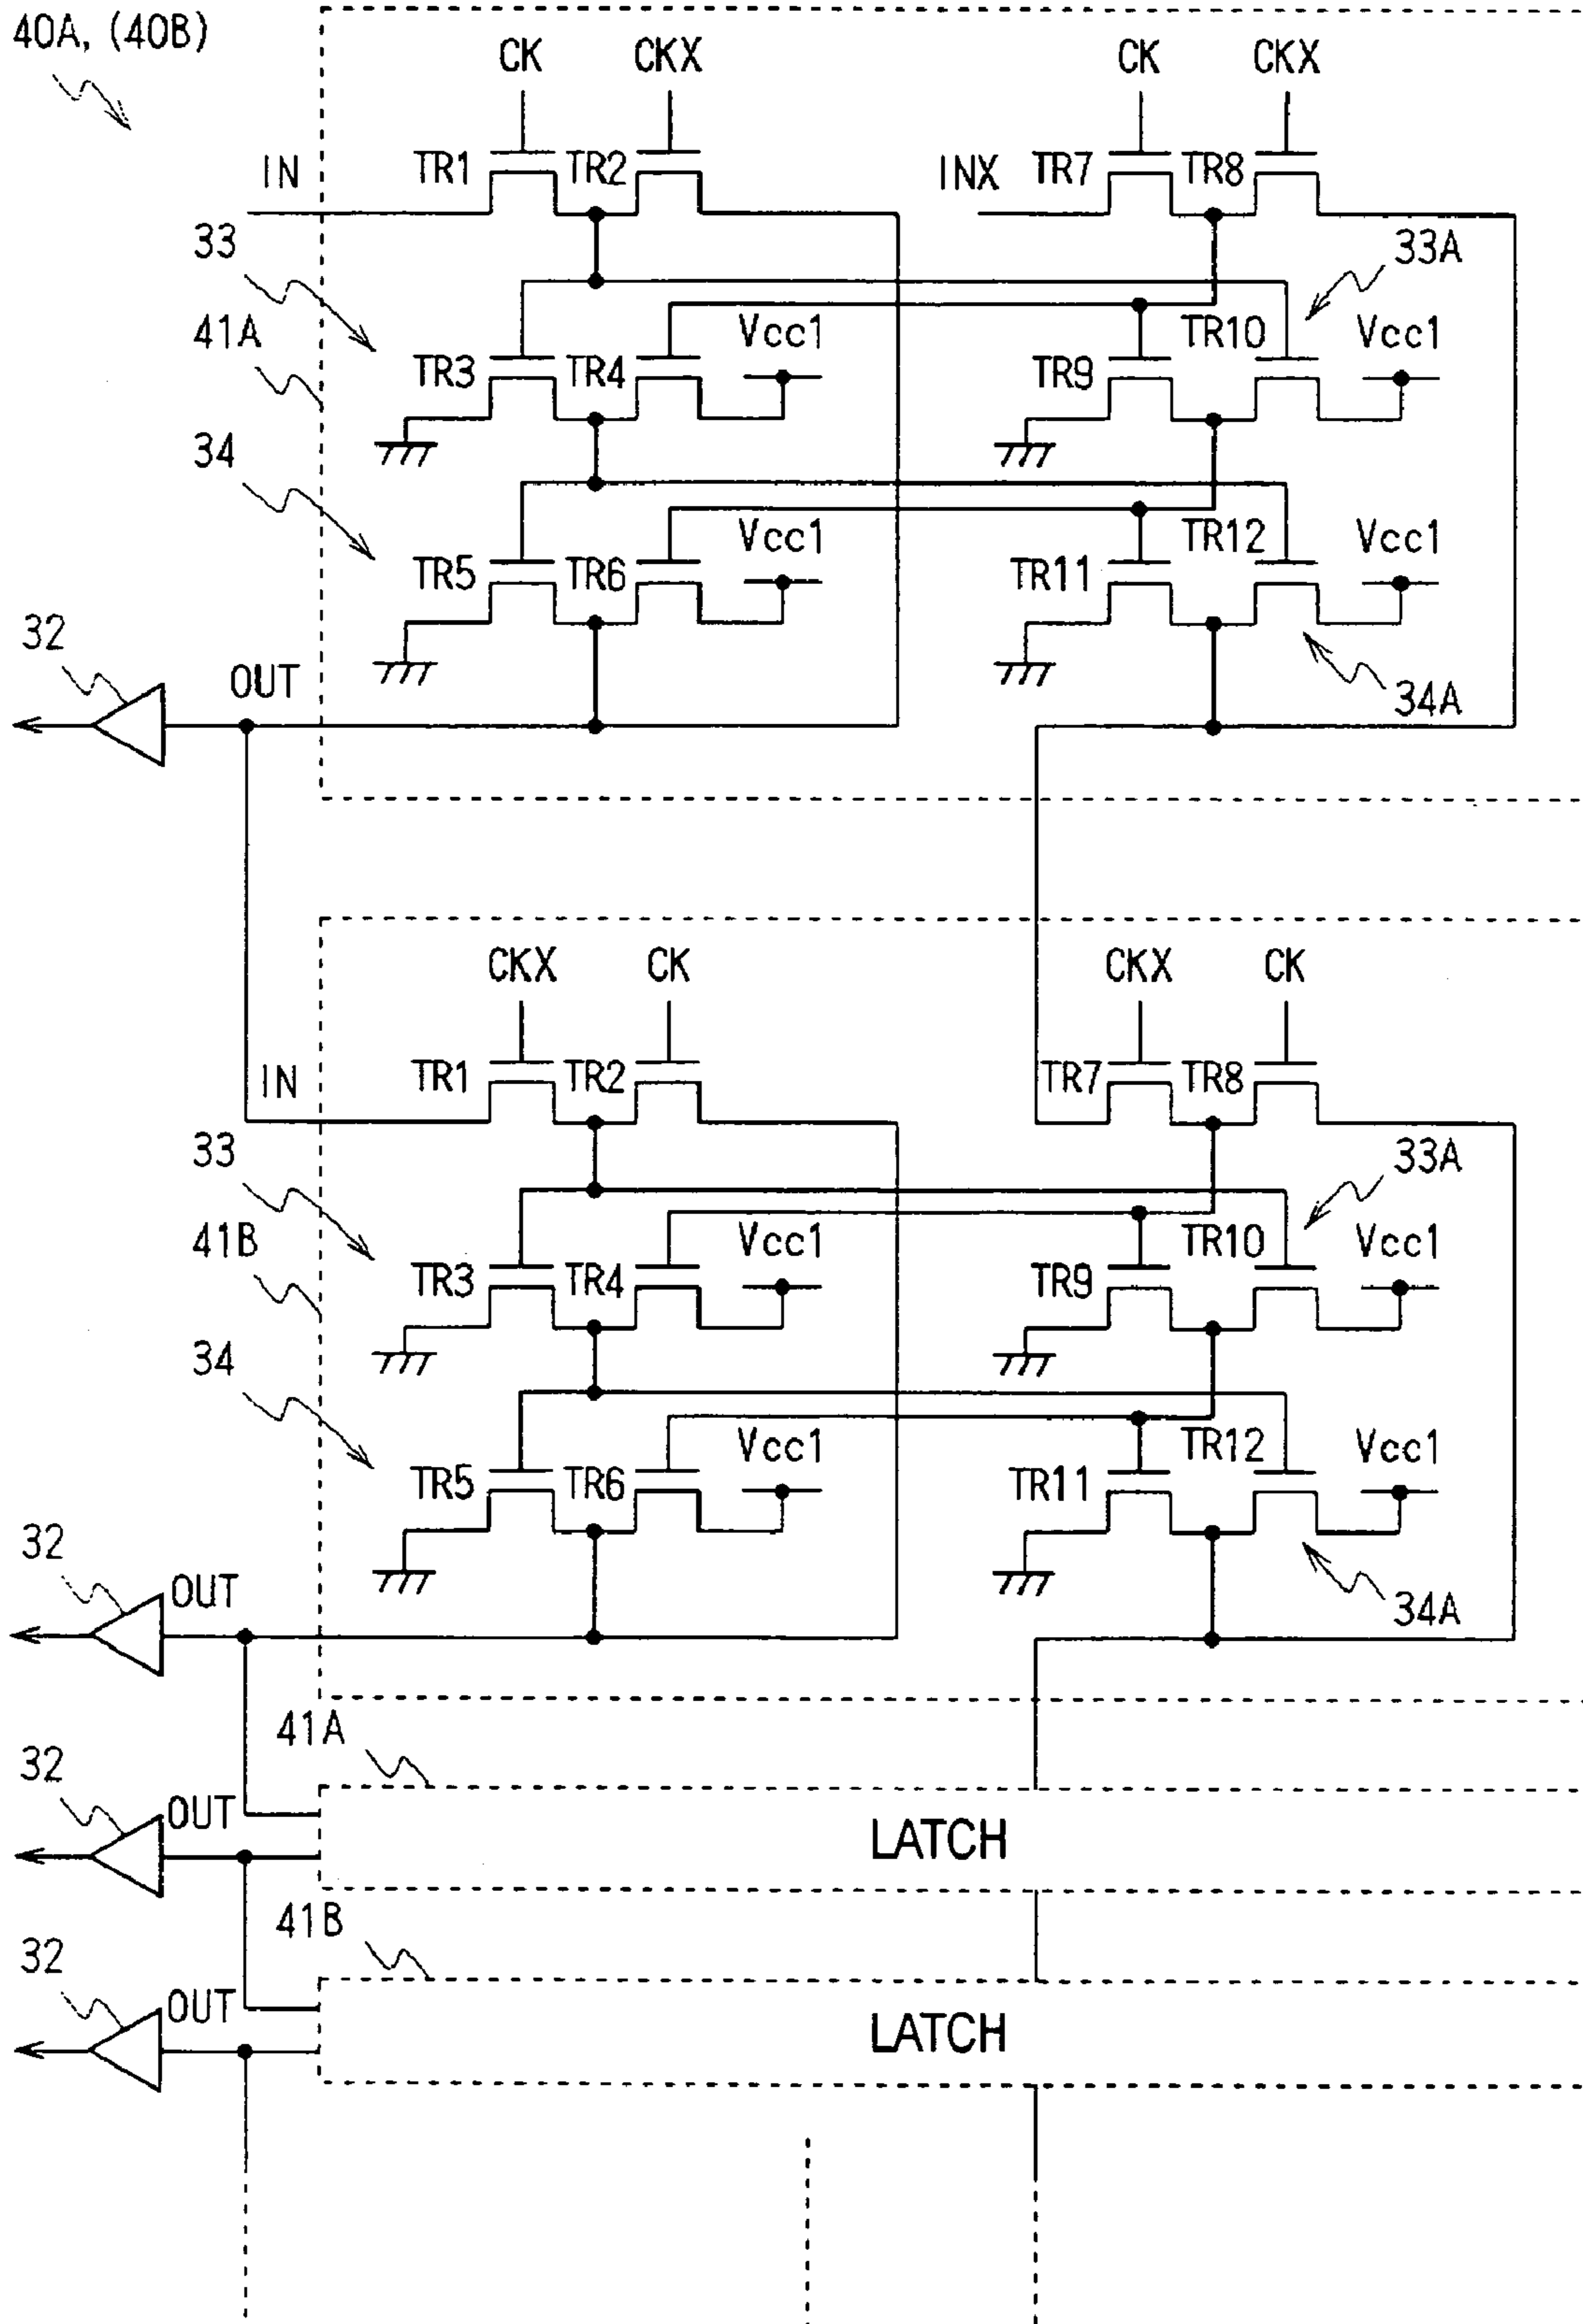 40A, (40B)
CK CKX CK CKX
IN TR1 TR2 INX TR7 TR8
33 33A
41A Vcc1 TR10 Vcc1
TR3 TR4 TR9
34
Vcc1 TR12 Vcc1
TR5 TR6 TR11
32 OUT 34A
CKX CK CKX CK
IN TR1 TR2 TR7 TR8
33 33A
41B Vcc1 TR10 Vcc1
TR3 TR4 TR9
34
Vcc1 TR12 Vcc1
TR5 TR6 TR11
32 OUT 34A
41A
32 OUT LATCH
41B
32 OUT LATCH